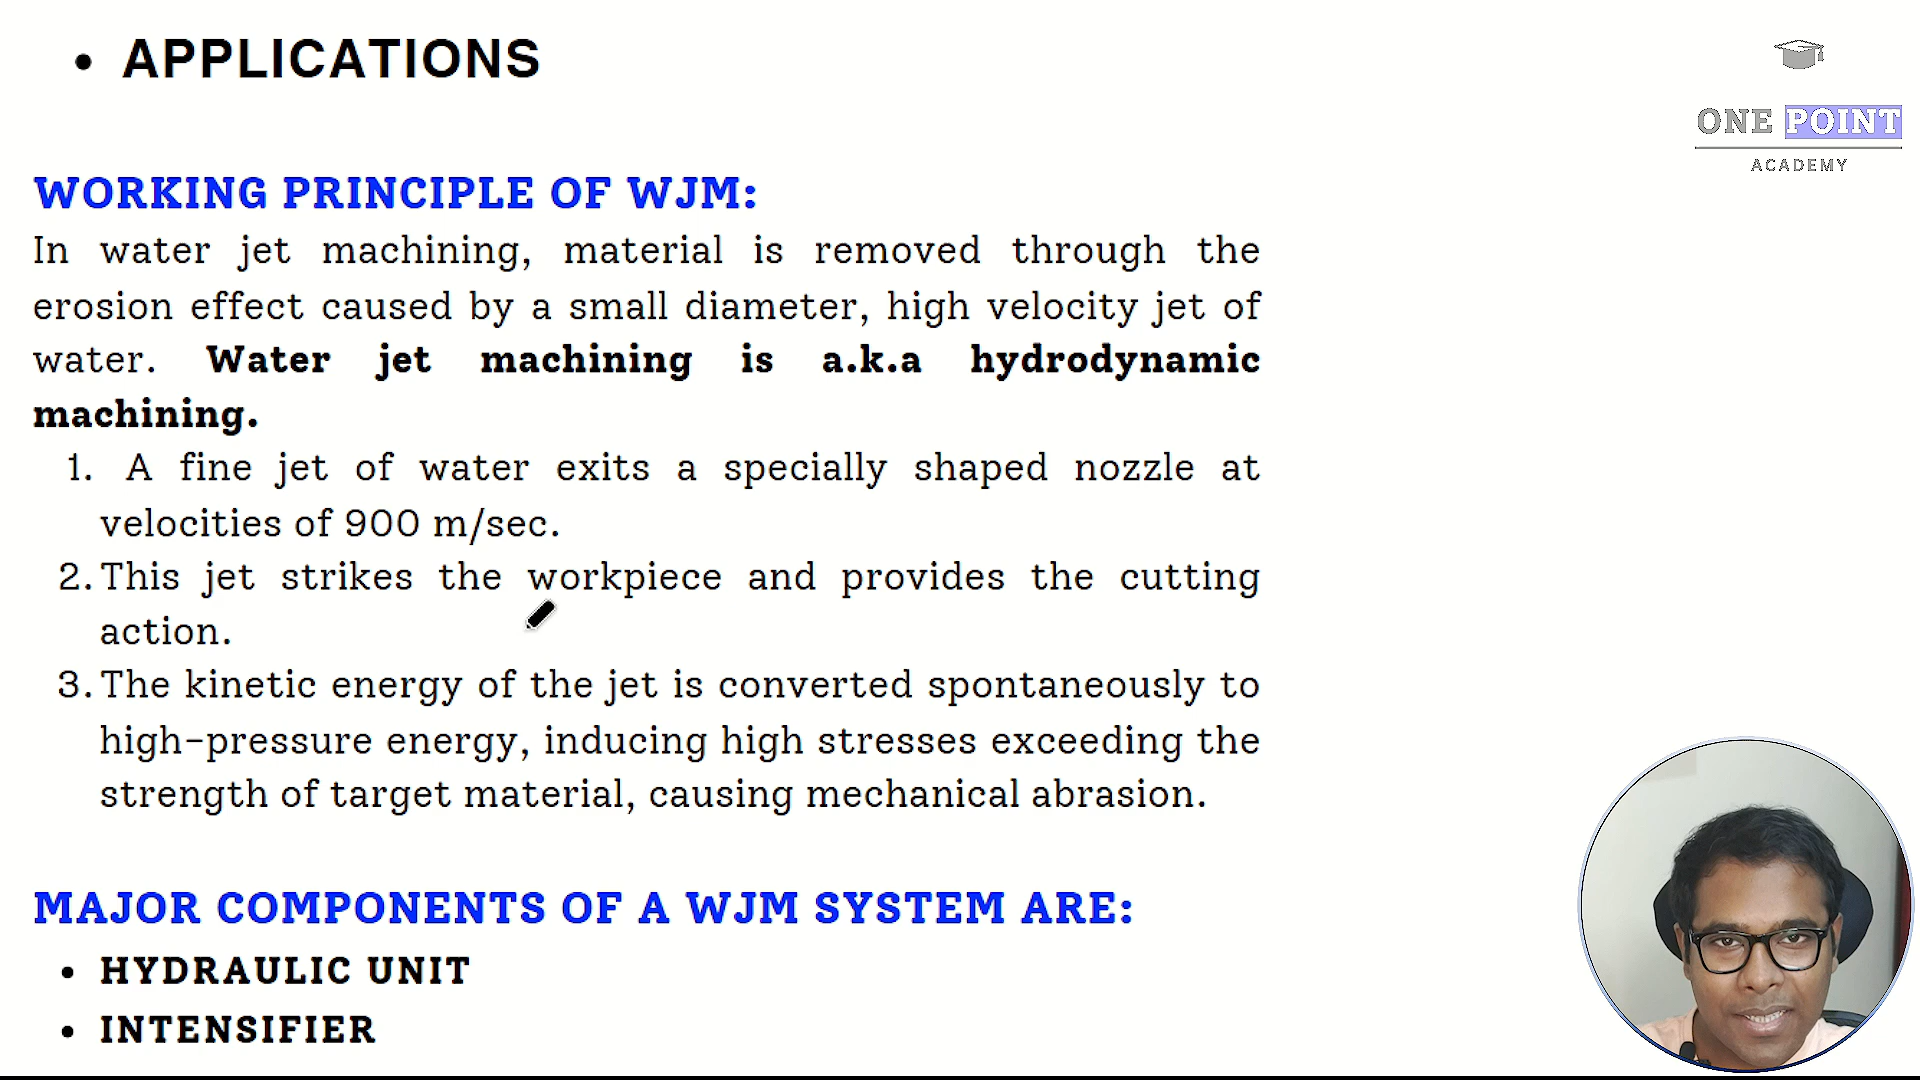 • APPLICATIONS
ONE POINT
ACADEMY
WORKING PRINCIPLE OF WJM:
In water jet machining, material is removed through the
erosion effect caused by a small diameter, high velocity jet of
water. Water jet machining is a.k.a hydrodynamic
machining.
1. A fine jet of water exits a specially shaped nozzle at
velocities of 900 m/sec.
2. This jet strikes the workpiece and provides the cutting
action.
3. The kinetic energy of the jet is converted spontaneously to
high-pressure energy, inducing high stresses exceeding the
strength of target material, causing mechanical abrasion.
MAJOR COMPONENTS OF A WJM SYSTEM ARE:
• HYDRAULIC UNIT
• INTENSIFIER